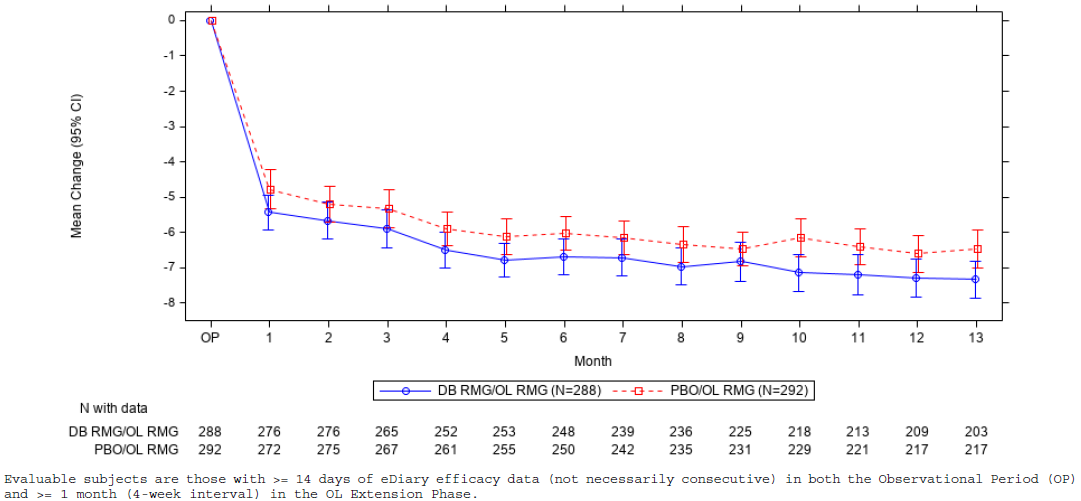 0
-1
-2
-3
-4
-5
-6
-7
-8
Mean Change (95% CI)
OP 1 2 3 4 5 6 7 8 9 10 11 12 13
Month
DB RMG/OL RMG (N=288) PBO/OL RMG (N=292)
N with data
DB RMG/OL RMG 288 276 276 265 252 253 248 239 236 225 218 213 209 203
PBO/OL RMG 292 272 275 267 261 255 250 242 235 231 229 221 217 217
Evaluable subjects are those with >= 14 days of eDiary efficacy data (not necessarily consecutive) in both the Observational Period (OP)
and >= 1 month (4-week interval) in the OL Extension Phase.